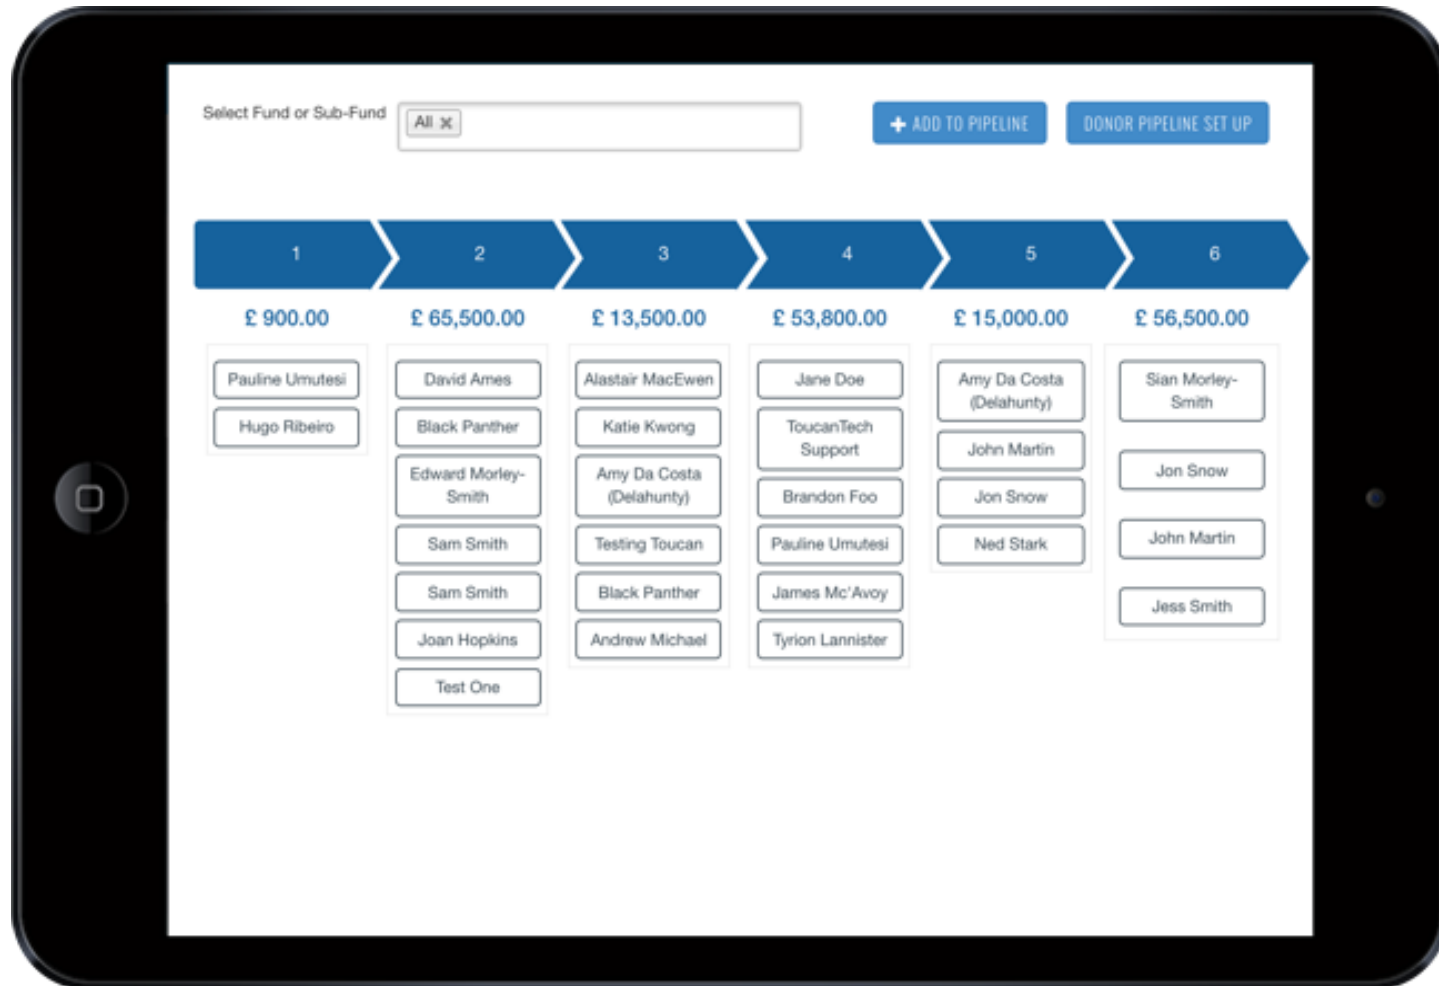 Select Fund or Sub-Fund
All ×
+ ADD TO PIPELINE
DONOR PIPELINE SET UP
1
2
3
4
5
6
£ 900.00
£ 65,500.00
£ 13,500.00
£ 53,800.00
£ 15,000.00
£ 56,500.00
Pauline Umutesi
Hugo Ribeiro
David Ames
Black Panther
Edward Morley-
Smith
Sam Smith
Sam Smith
Joan Hopkins
Test One
Alastair MacEwen
Katie Kwong
Amy Da Costa
(Delahunty)
Testing Toucan
Black Panther
Andrew Michael
Jane Doe
ToucanTech
Support
Brandon Foo
Pauline Umutesi
James Mc'Avoy
Tyrion Lannister
Amy Da Costa
(Delahunty)
John Martin
Jon Snow
Ned Stark
Sian Morley-
Smith
Jon Snow
John Martin
Jess Smith